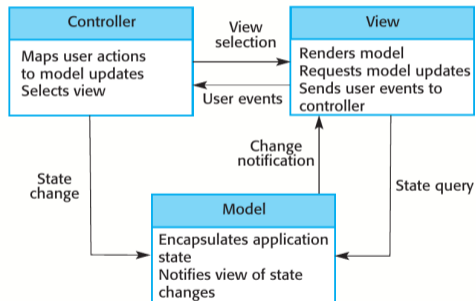 Controller
Maps user actions
to model updates
Selects view
View
selection
User events
View
Renders model
Requests model updates
Sends user events to
controller
State
change
Change
notification
State query
Model
Encapsulates application
state
Notifies view of state
changes